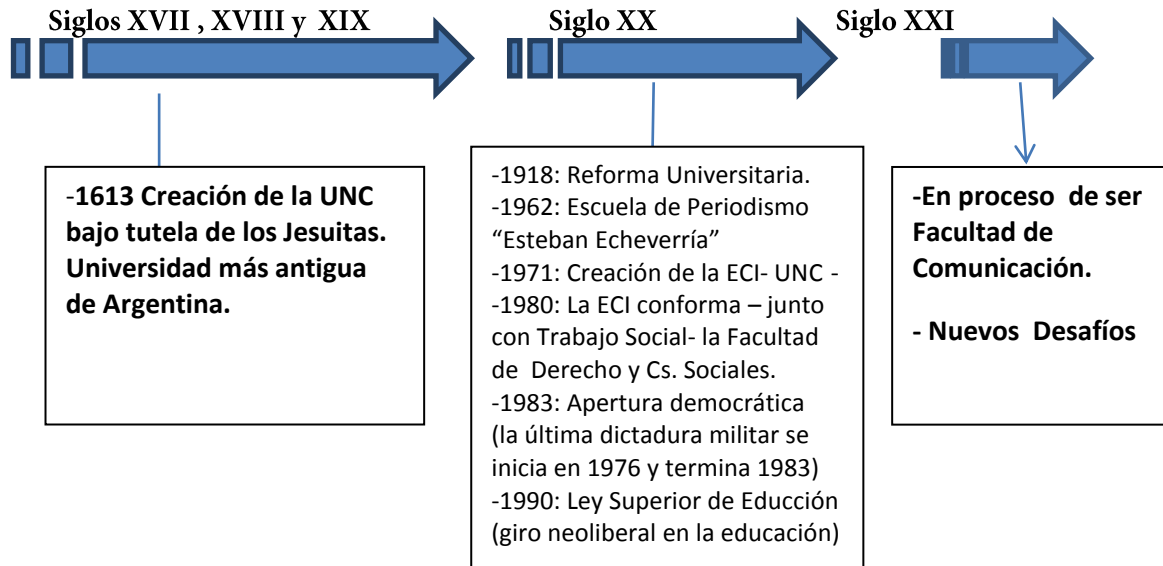 Siglos XVII , XVIII y XIX
-1613 Creación de la UNC
bajo tutela de los Jesuitas.
Universidad más antigua
de Argentina.
Siglo XX
-1918: Reforma Universitaria.
-1962: Escuela de Periodismo
“Esteban Echeverría”
-1971: Creación de la ECI- UNC -
-1980: La ECI conforma – junto
con Trabajo Social- la Facultad
de Derecho y Cs. Sociales.
-1983: Apertura democrática
(la última dictadura militar se
inicia en 1976 y termina 1983)
-1990: Ley Superior de Educción
(giro neoliberal en la educación)
Siglo XXI
-En proceso de ser
Facultad de
Comunicación.
- Nuevos Desafíos